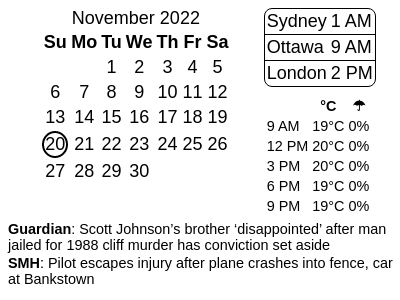 November 2022
Su Mo Tu We Th Fr Sa
1 2 3 4 5
6 7 8 9 10 11 12
13 14 15 16 17 18 19
20 21 22 23 24 25 26
27 28 29 30
Sydney 1 AM
Ottawa 9 AM
London 2 PM
°C ☂
9 AM 19°C 0%
12 PM 20°C 0%
3 PM 20°C 0%
6 PM 19°C 0%
9 PM 19°C 0%
Guardian: Scott Johnson’s brother ‘disappointed’ after man
jailed for 1988 cliff murder has conviction set aside
SMH: Pilot escapes injury after plane crashes into fence, car
at Bankstown